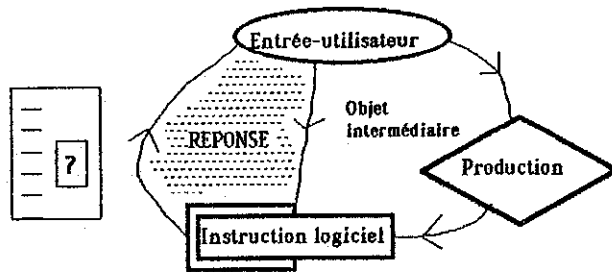 Entrée-utilisateur
Objet
intermédiaire
REPONSE
?
Production
Instruction logiciel